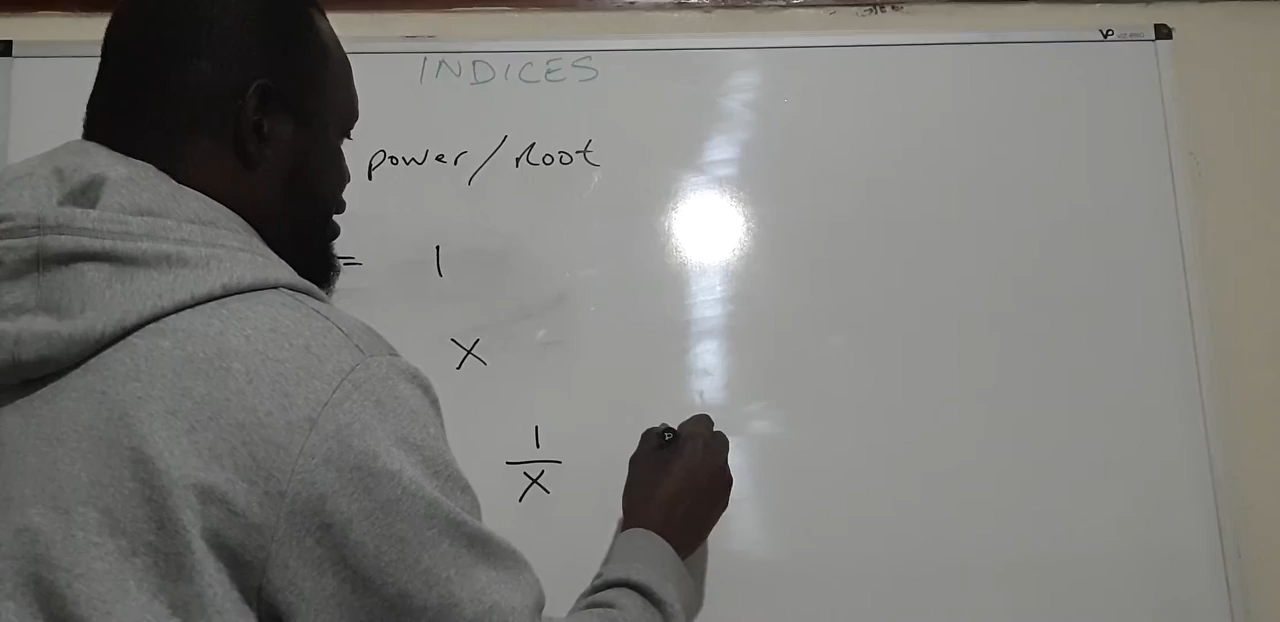 INDICES
power / Root
= 1
X
1
X